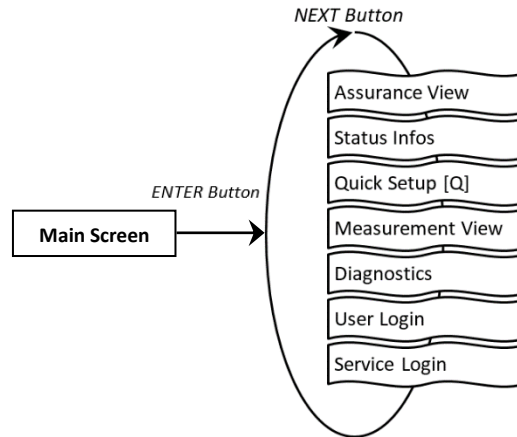 NEXT Button
Assurance View
Status Infos
Quick Setup [Q]
ENTER Button
Main Screen
Measurement View
Diagnostics
User Login
Service Login